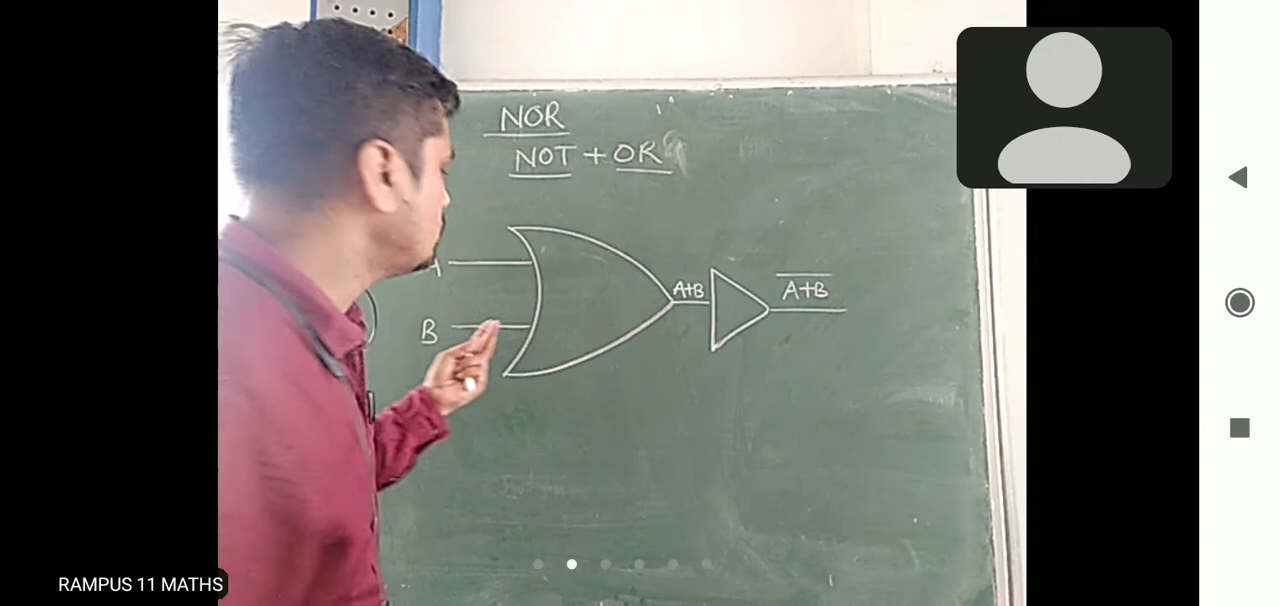 NOR
NOT + OR
A+B
A̅+̅B̅
B
RAMPUS 11 MATHS